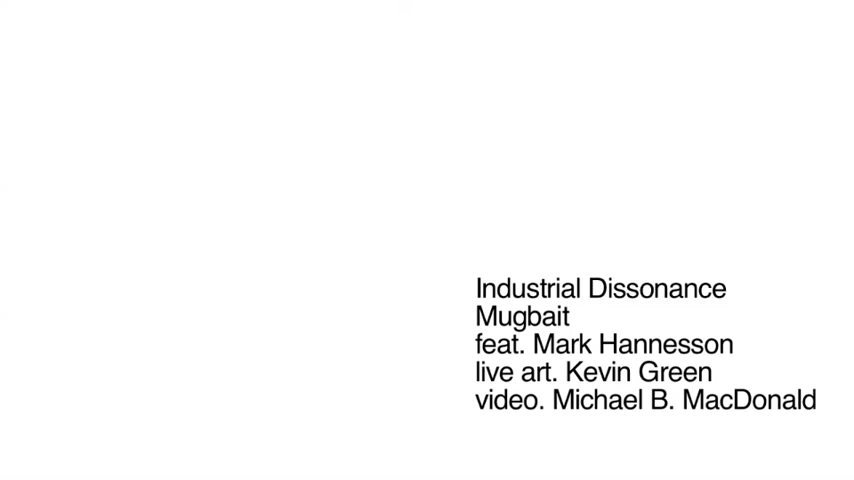 Industrial Dissonance
Mugbait
feat. Mark Hannesson
live art. Kevin Green
video. Michael B. MacDonald